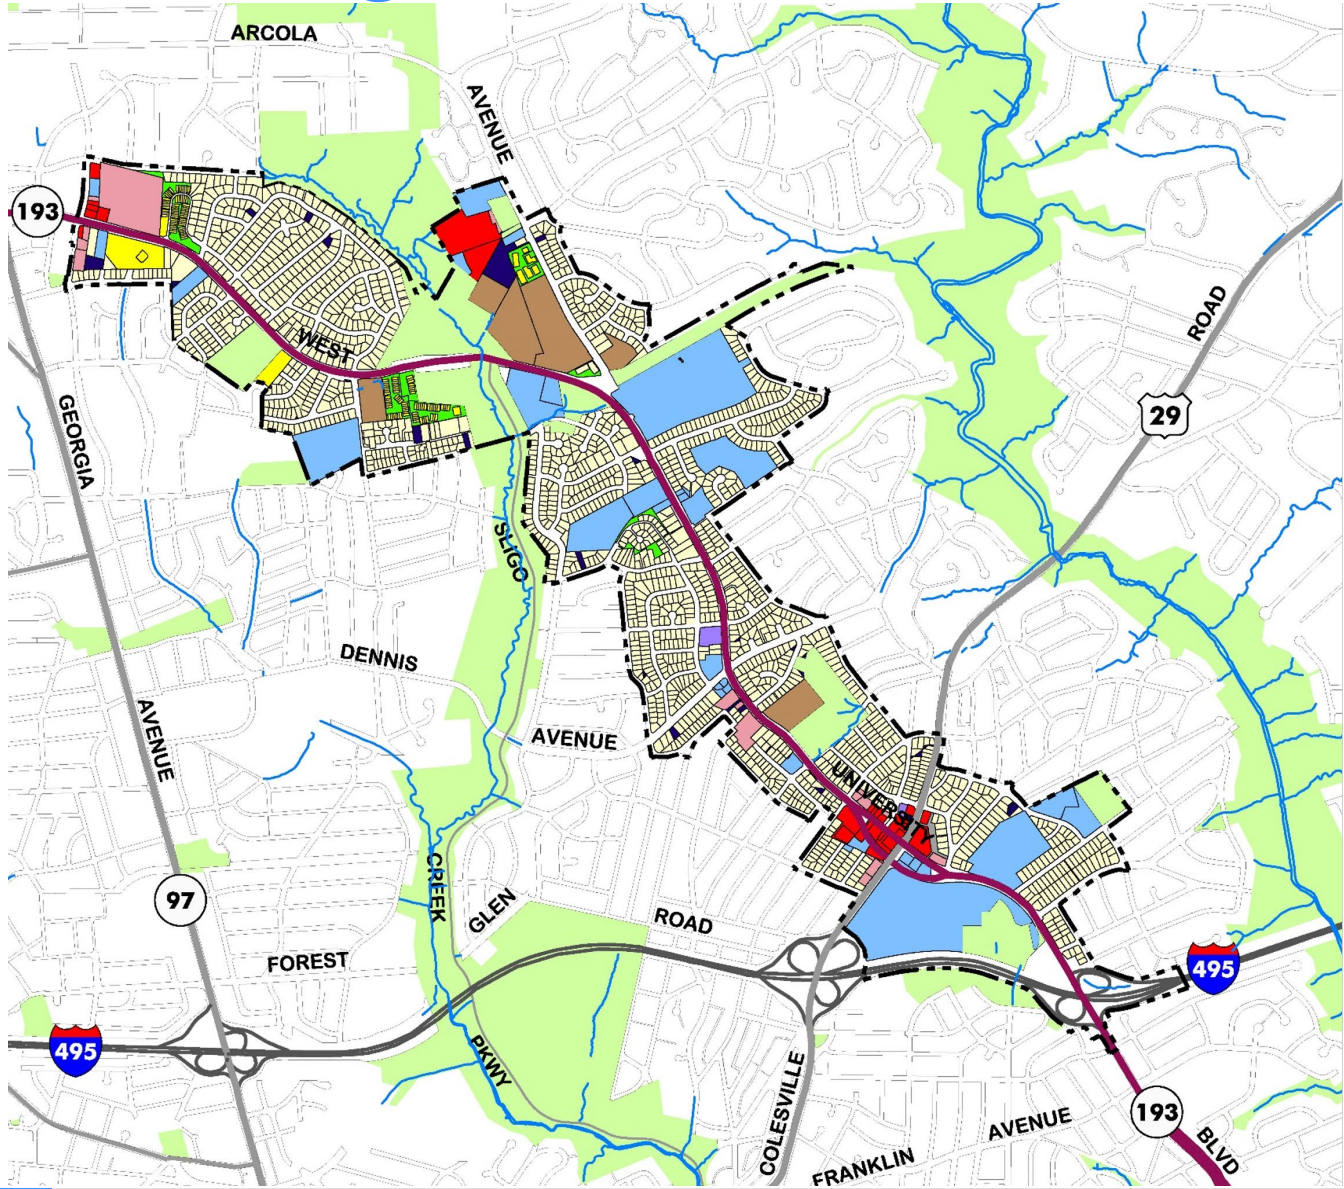 ARCOLA
AVENUE
193
WEST
ROAD
29
GEORGIA
SLIGO
DENNIS
AVENUE
AVENUE
UNIVERSITY
CREEK
97
GLEN
ROAD
FOREST
495
495
PKWY
COLESVILLE
193
AVENUE
BLVD
FRANKLIN